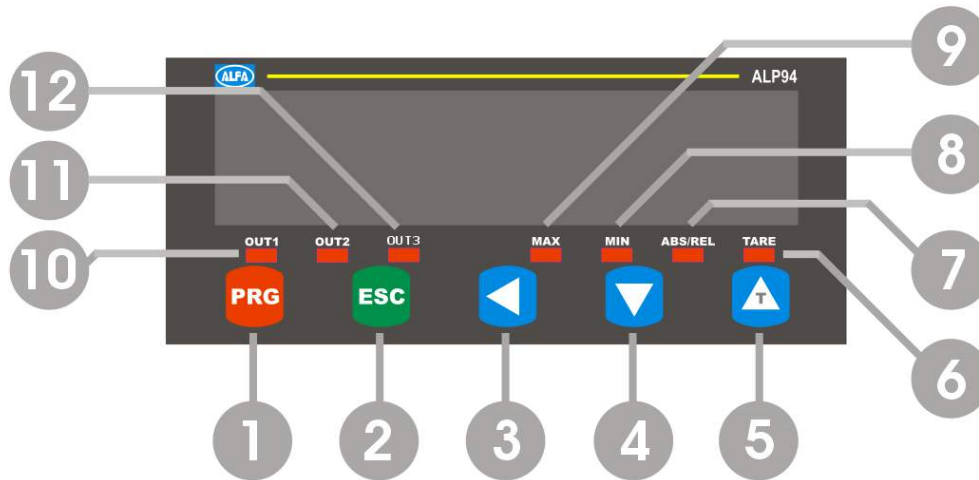 9
12
ALFA ALP94
8
11
OUT1 OUT2 OUT3 MAX MIN ABS/REL TARE
10
7
PRG ESC T
6
1 2 3 4 5